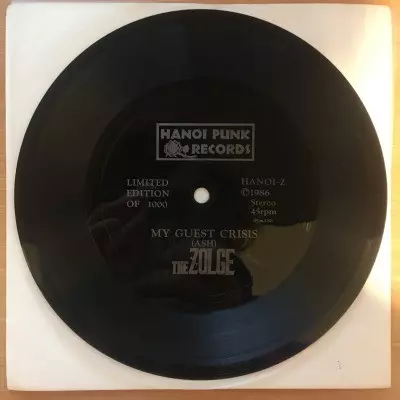 HANOI PUNK
RECORDS
LIMITED
EDITION
OF 1000
HANOI-2
©1986
Stereo
45rpm
MY GUEST CRISIS
(ASH)
THE ZOLGE